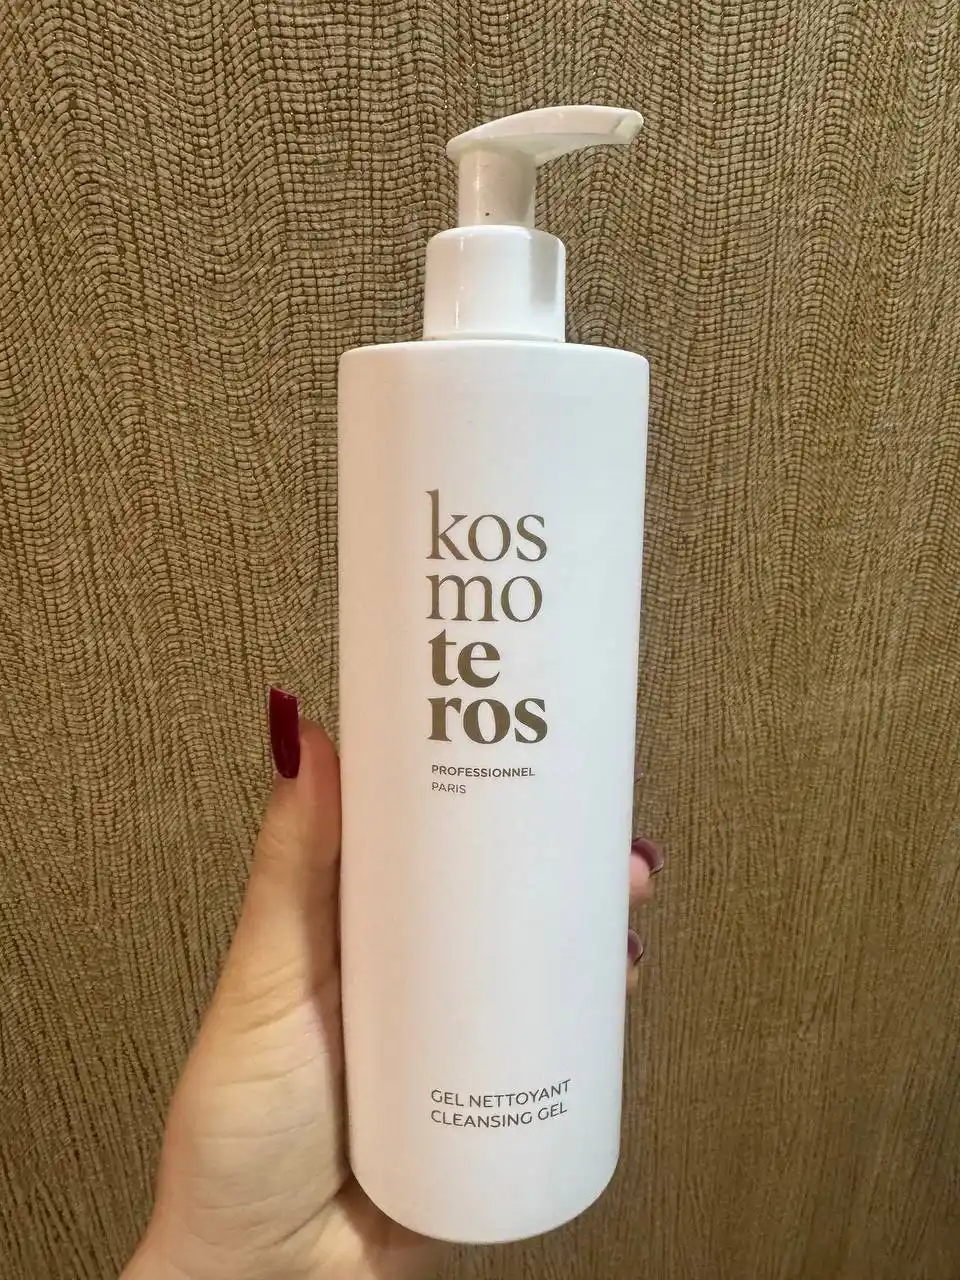 kos
mo
te
ros
PROFESSIONNEL
PARIS
GEL NETTOYANT
CLEANSING GEL